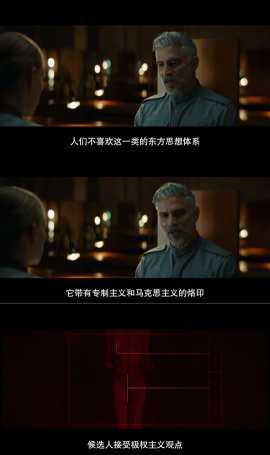 人们不喜欢这一类的东方思想体系
它带有专制主义和马克思主义的烙印
候选人接受极权主义观点